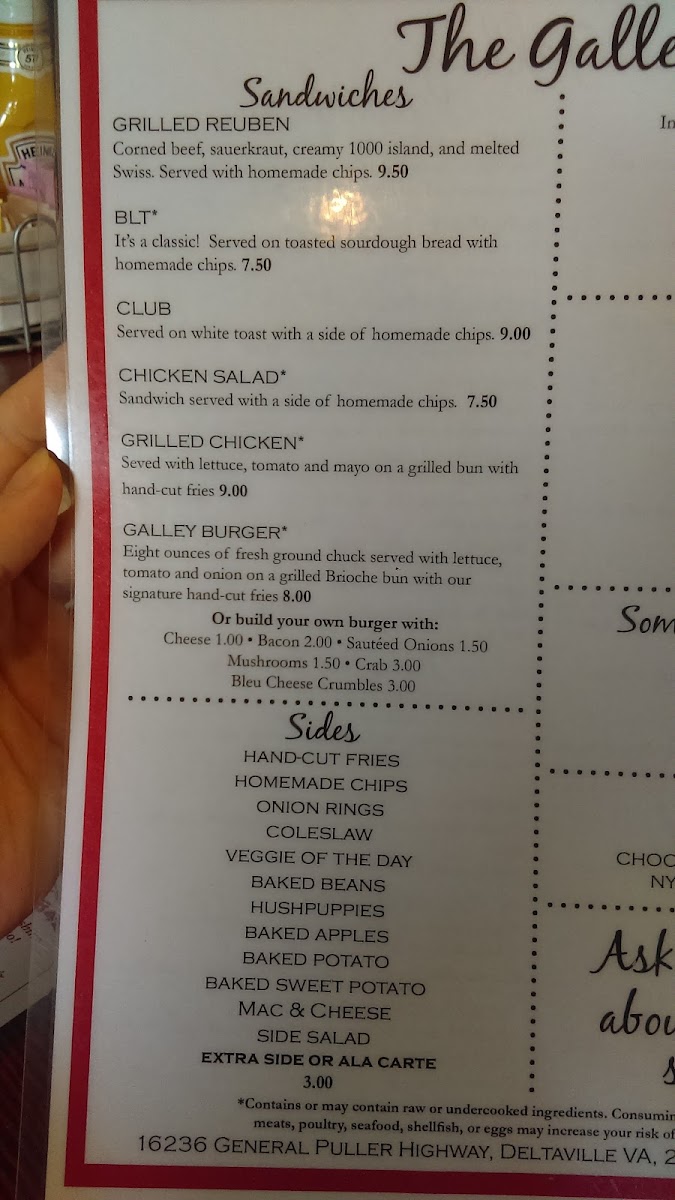 The Galle
Sandwiches
GRILLED REUBEN
Corned beef, sauerkraut, creamy 1000 island, and melted
Swiss. Served with homemade chips. 9.50
BLT*
It's a classic! Served on toasted sourdough bread with
homemade chips. 7.50
CLUB
Served on white toast with a side of homemade chips. 9.00
CHICKEN SALAD*
Sandwich served with a side of homemade chips. 7.50
GRILLED CHICKEN*
Seved with lettuce, tomato and mayo on a grilled bun with
hand-cut fries 9.00
GALLEY BURGER*
Eight ounces of fresh ground chuck served with lettuce,
tomato and onion on a grilled Brioche bun with our
signature hand-cut fries 8.00
Or build your own burger with:
Cheese 1.00 • Bacon 2.00 • Sautéed Onions 1.50
Mushrooms 1.50 • Crab 3.00
Bleu Cheese Crumbles 3.00
Sides
HAND-CUT FRIES
HOMEMADE CHIPS
ONION RINGS
COLESLAW
VEGGIE OF THE DAY
BAKED BEANS
HUSHPUPPIES
BAKED APPLES
BAKED POTATO
BAKED SWEET POTATO
MAC & CHEESE
SIDE SALAD
EXTRA SIDE OR ALA CARTE
3.00
In
Som
CHOC
NY
Ask
abou
s
*Contains or may contain raw or undercooked ingredients. Consumin
meats, poultry, seafood, shellfish, or eggs may increase your risk of
16236 GENERAL PULLER HIGHWAY, DELTAVILLE VA, 2
57
HEINZ